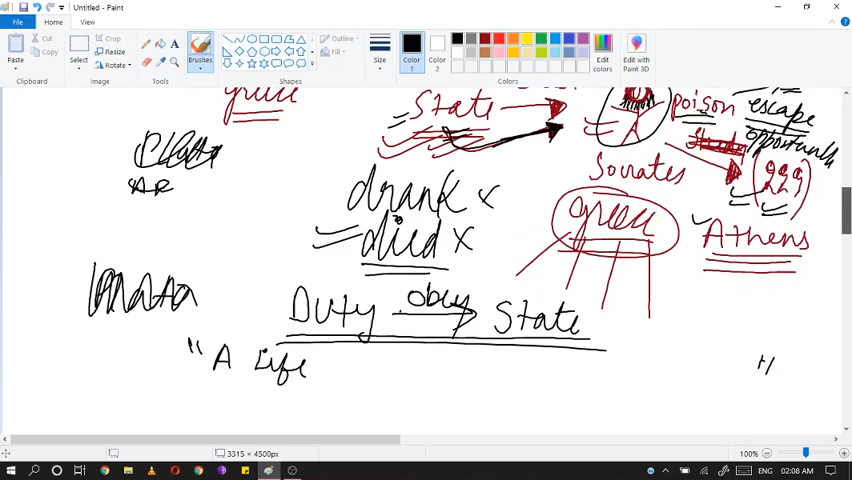 Untitled - Paint
File
Home
View
Paste
Cut
Copy
Clipboard
Select
Crop
Resize
Rotate
Image
Tools
Brushes
Shapes
Outline
Fill
Size
Color 1
Color 2
Colors
Edit colors
Edit with Paint 3D
State
poison
escape
Socrates
drank x
died x
Athens
Duty obey State
" A Life "
3315 × 4500px
100%
ENG
02:08 AM